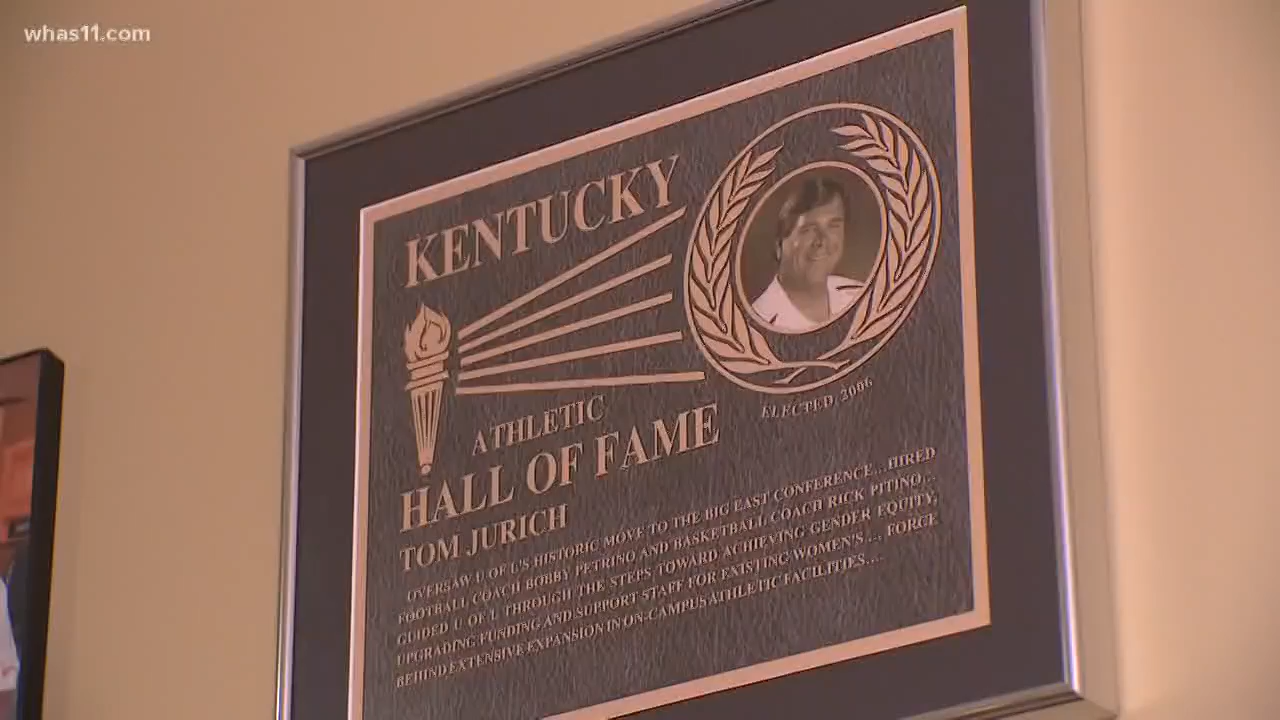 whas11.com
KENTUCKY
ATHLETIC
HALL OF FAME
ELECTED: 2006
TOM JURICH
OVERSAW U OF L'S HISTORIC MOVE TO THE BIG EAST CONFERENCE...HIRED
FOOTBALL COACH BOBBY PETRINO AND BASKETBALL COACH RICK PITINO...
GUIDED U OF L THROUGH THE STEPS TOWARD ACHIEVING GENDER EQUITY,
UPGRADING FUNDING AND SUPPORT STAFF FOR EXISTING WOMEN'S ... FORCE
BEHIND EXTENSIVE EXPANSION IN ON-CAMPUS ATHLETIC FACILITIES....